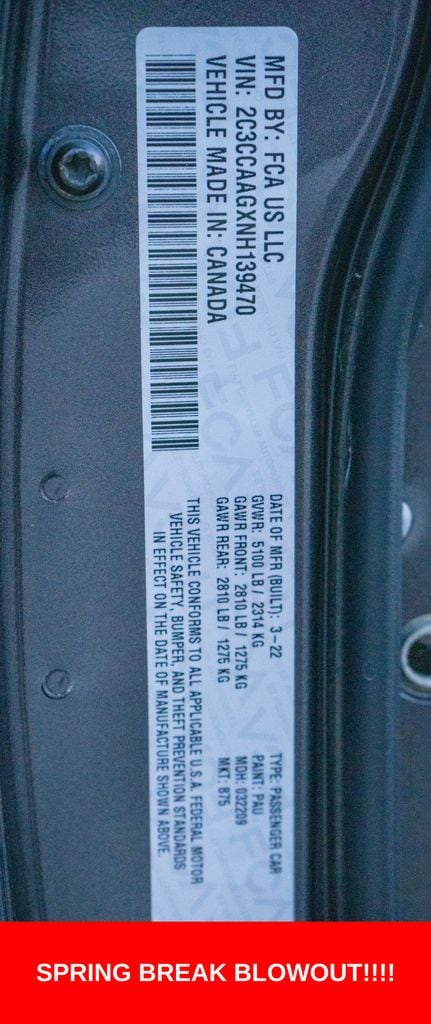 MFD BY: FCA US LLC
VIN: 2C3CCAAGXNH139470
VEHICLE MADE IN: CANADA
DATE OF MFR (BUILT): 3-22
GVWR: 5100 LB / 2314 KG
GAWR FRONT: 2810 LB / 1275 KG
GAWR REAR: 2810 LB / 1275 KG
TYPE: PASSENGER CAR
PAINT: PAU
MDH: 032209
MKT: 875
THIS VEHICLE CONFORMS TO ALL APPLICABLE U.S.A. FEDERAL MOTOR
VEHICLE SAFETY, BUMPER, AND THEFT PREVENTION STANDARDS
IN EFFECT ON THE DATE OF MANUFACTURE SHOWN ABOVE.
SPRING BREAK BLOWOUT!!!!